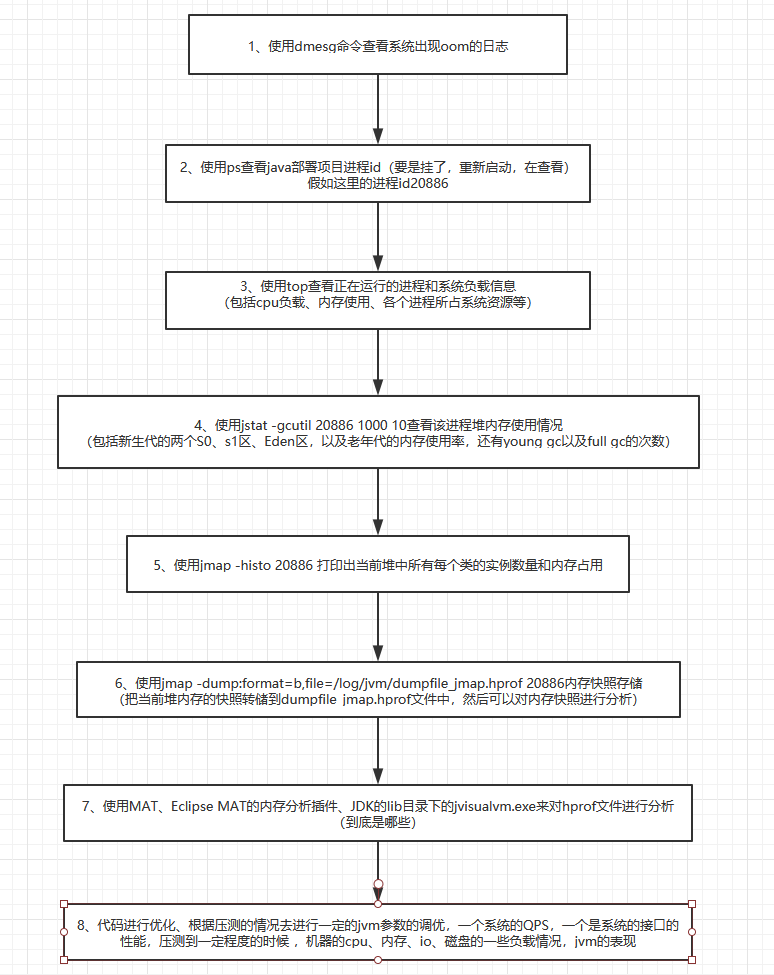 1、使用dmesg命令查看系统出现oom的日志
2、使用ps查看java部署项目进程id（要是挂了，重新启动，在查看）
假如这里的进程id20886
3、使用top查看正在运行的进程和系统负载信息
（包括cpu负载、内存使用、各个进程所占系统资源等）
4、使用jstat -gcutil 20886 1000 10查看该进程堆内存使用情况
（包括新生代的两个S0、s1区、Eden区，以及老年代的内存使用率，还有young gc以及full gc的次数）
5、使用jmap -histo 20886 打印出当前堆中所有每个类的实例数量和内存占用
6、使用jmap -dump:format=b,file=/log/jvm/dumpfile_jmap.hprof 20886内存快照存储
（把当前堆内存的快照转储到dumpfile_jmap.hprof文件中，然后可以对内存快照进行分析）
7、使用MAT、Eclipse MAT的内存分析插件、JDK的lib目录下的jvisualvm.exe来对hprof文件进行分析
（到底是哪些）
8、代码进行优化、根据压测的情况去进行一定的jvm参数的调优，一个系统的QPS，一个是系统的接口的
性能，压测到一定程度的时候 ，机器的cpu、内存、io、磁盘的一些负载情况，jvm的表现